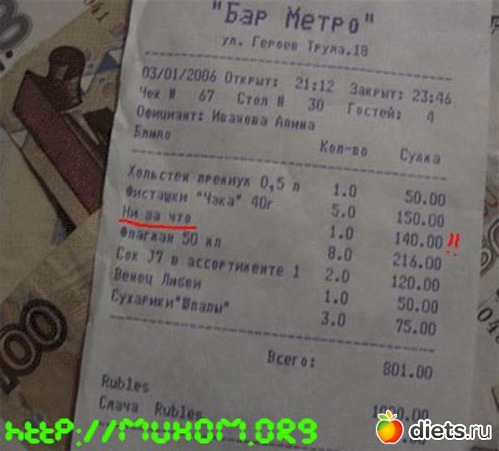 "Бар Метро"
ул. Героев Труда.18
03/01/2006 Открыт: 21:12 Закрыт: 23:46
Чек № 67 Стол № 30 Гостей: 4
Официант: Иванова Алина
Блюдо Кол-во Сумма
Хольстен премиум 0,5 л 1.0 50.00
Фисташки "Чака" 40г 5.0 150.00
Ни за что 1.0 140.00 !!
Флагман 50 мл 8.0 216.00
Сок J7 в ассортименте 1 2.0 120.00
Венец Либеи 1.0 50.00
Сухарики "Шпалы" 3.0 75.00
Всего: 801.00
Rubles
Сдача Rubles
100
http://muxom.org
diets.ru